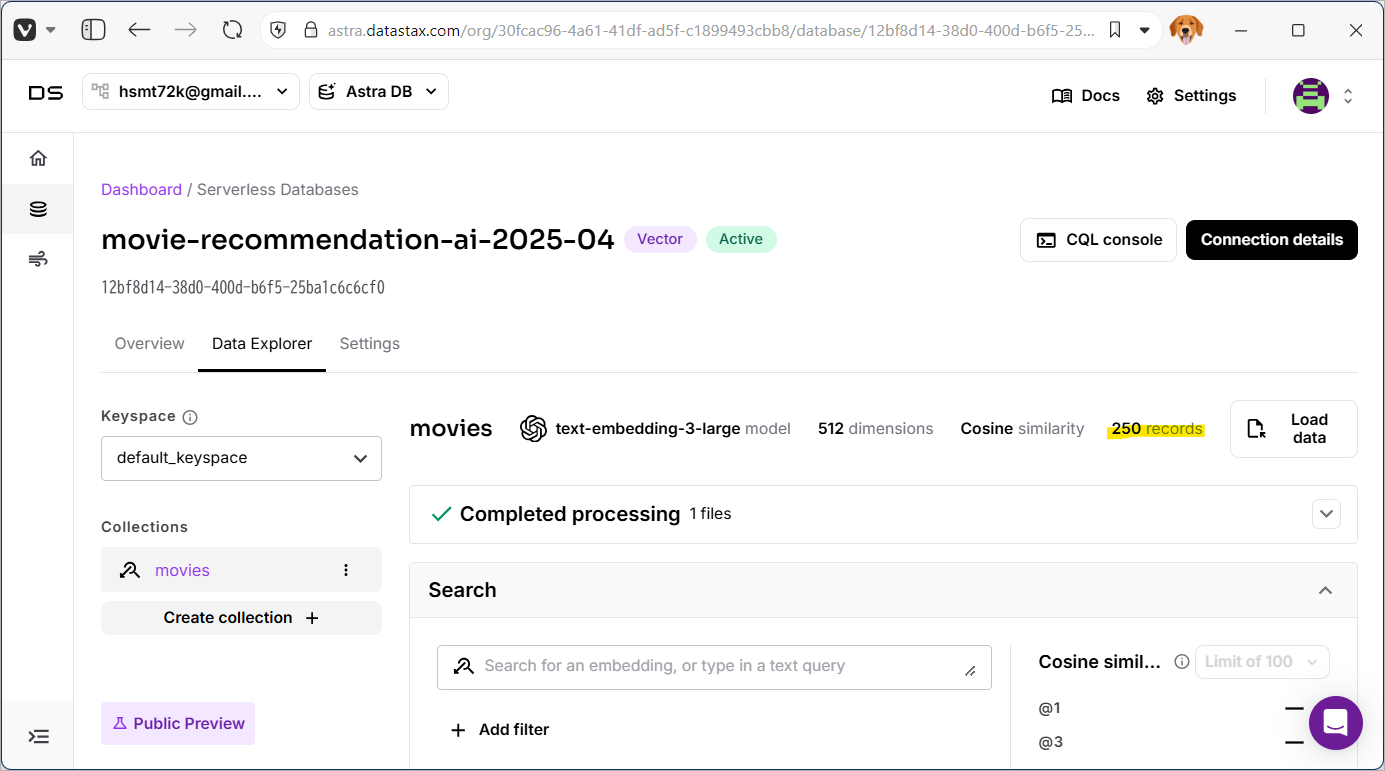 astra.datastax.com/org/30fcac96-4a61-41df-ad5f-c1899493cbb8/database/12bf8d14-38d0-400d-b6f5-25...
DS hsmt72k@gmail.... Astra DB Docs Settings
Dashboard / Serverless Databases
movie-recommendation-ai-2025-04 Vector Active CQL console Connection details
12bf8d14-38d0-400d-b6f5-25ba1c6c6cf0
Overview Data Explorer Settings
Keyspace
default_keyspace
Collections
movies
Create collection +
Public Preview
movies text-embedding-3-large model 512 dimensions Cosine similarity 250 records Load data
Completed processing 1 files
Search
Search for an embedding, or type in a text query
+ Add filter
Cosine simil... Limit of 100
@1 —
@3 —